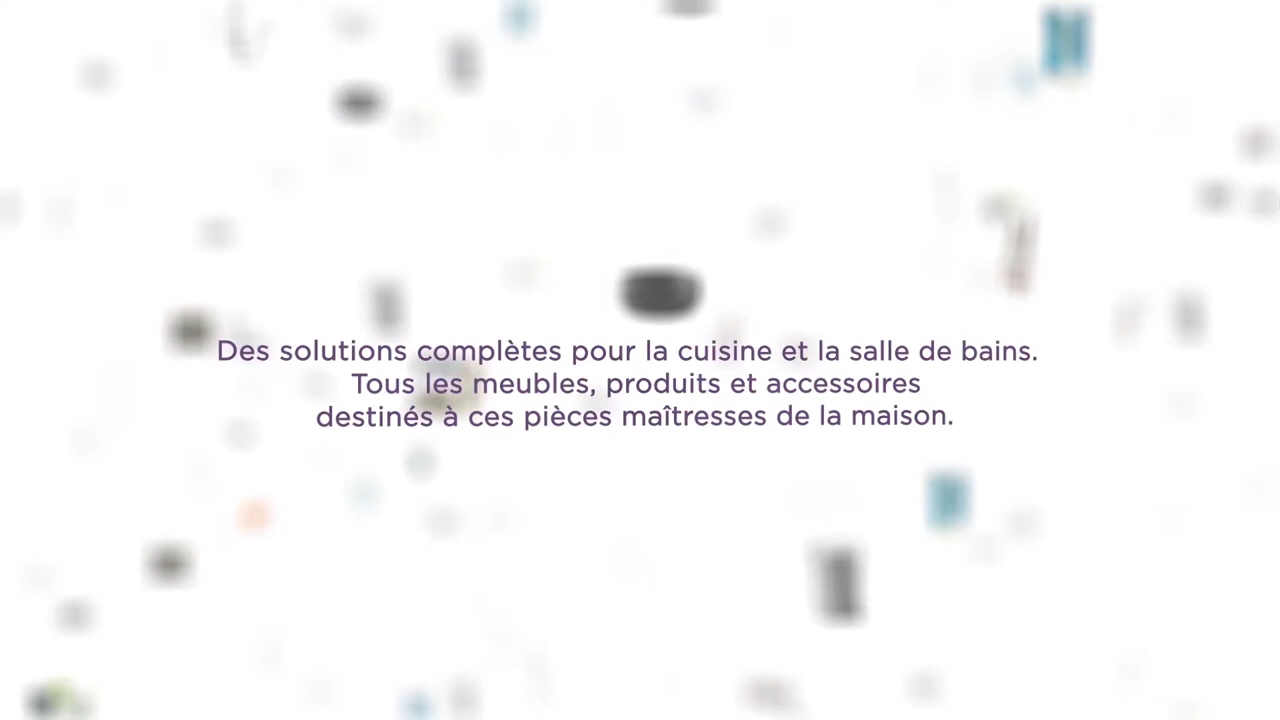 Des solutions complètes pour la cuisine et la salle de bains.
Tous les meubles, produits et accessoires
destinés à ces pièces maîtresses de la maison.